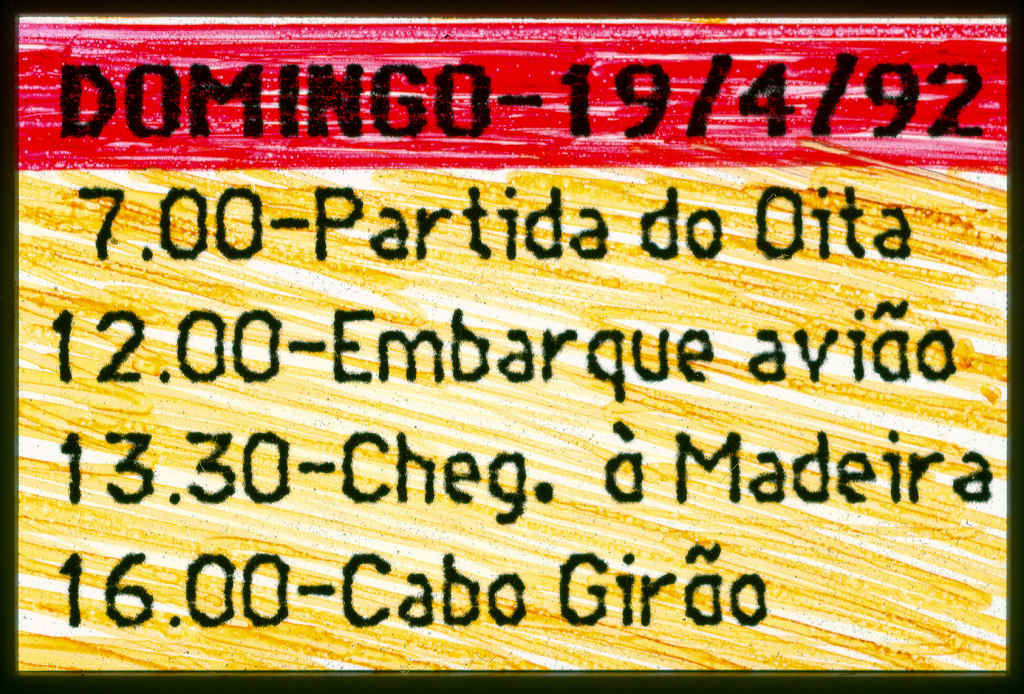 DOMINGO-19/4/92
7.00-Partida do Oita
12.00-Embarque avião
13.30-Cheg. à Madeira
16.00-Cabo Girão